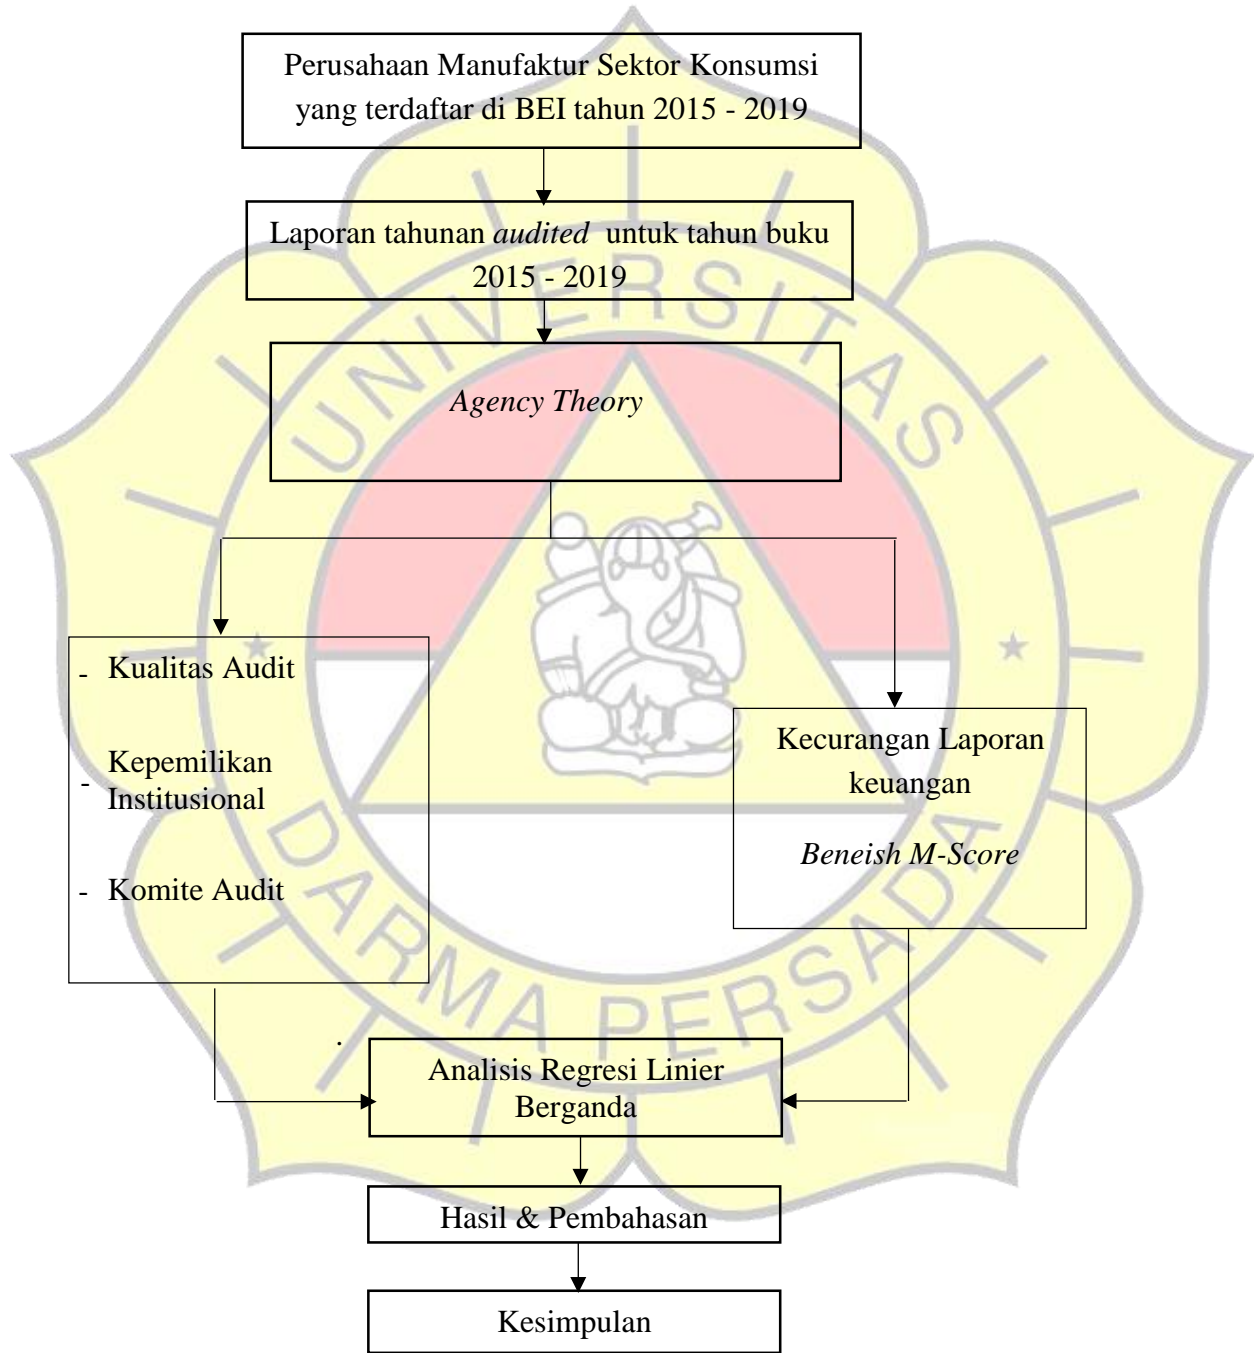 Perusahaan Manufaktur Sektor Konsumsi
yang terdaftar di BEI tahun 2015 - 2019
Laporan tahunan audited untuk tahun buku
2015 - 2019
UNIVERSITAS
Agency Theory
- Kualitas Audit
- Kepemilikan
Institusional
- Komite Audit
Kecurangan Laporan
keuangan
Beneish M-Score
DARMA PERSADA
.
Analisis Regresi Linier
Berganda
Hasil & Pembahasan
Kesimpulan